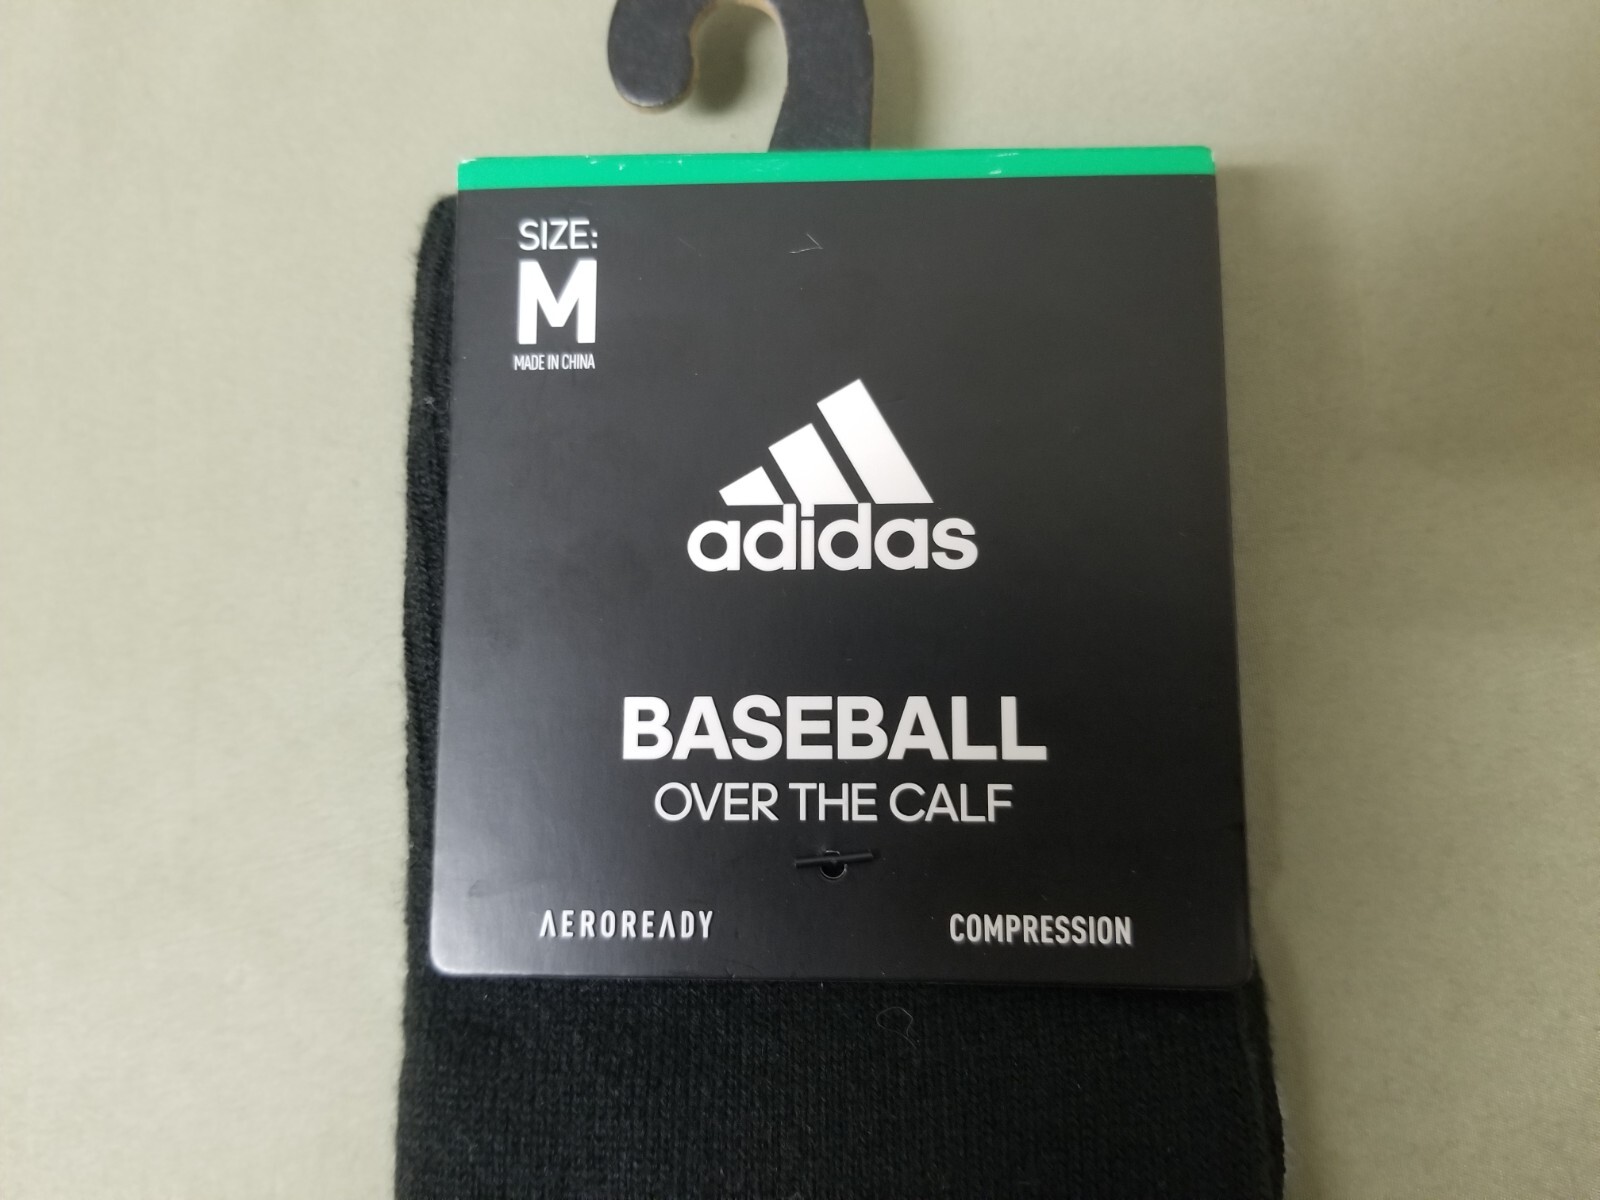 SIZE:
M
MADE IN CHINA
adidas
BASEBALL
OVER THE CALF
AEROREADY
COMPRESSION